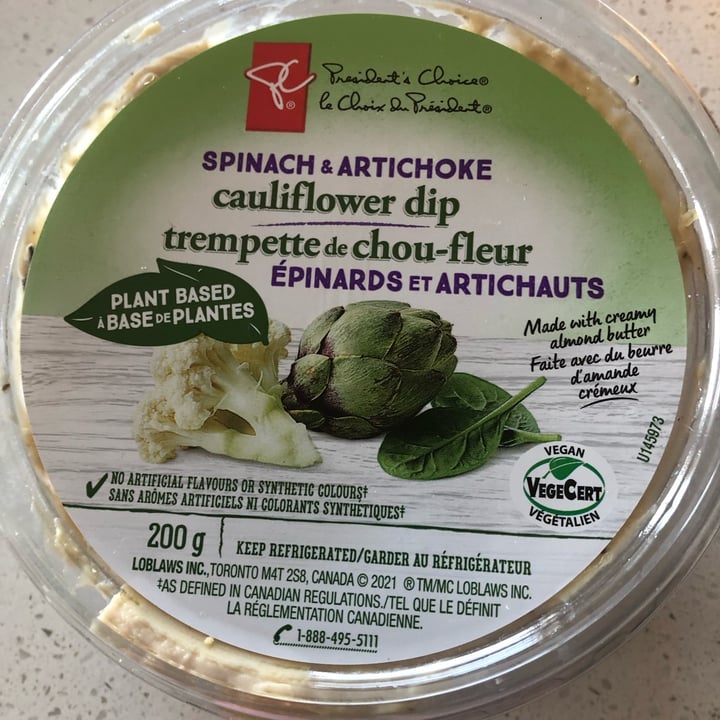 PC®
President's Choice®
le Choix du Président®
SPINACH & ARTICHOKE
cauliflower dip
trempette de chou-fleur
ÉPINARDS ET ARTICHAUTS
PLANT BASED
À BASE DE PLANTES
Made with creamy
almond butter
Faite avec du beurre
d'amande
crémeux
U145973
VEGAN
VEGECERT
VÉGÉTALIEN
NO ARTIFICIAL FLAVOURS OR SYNTHETIC COLOURS‡
SANS ARÔMES ARTIFICIELS NI COLORANTS SYNTHÉTIQUES‡
200 g
KEEP REFRIGERATED/GARDER AU RÉFRIGÉRATEUR
LOBLAWS INC., TORONTO M4T 2S8, CANADA © 2021 ® TM/MC LOBLAWS INC.
‡AS DEFINED IN CANADIAN REGULATIONS./TEL QUE LE DÉFINIT
LA RÉGLEMENTATION CANADIENNE.
1-888-495-5111